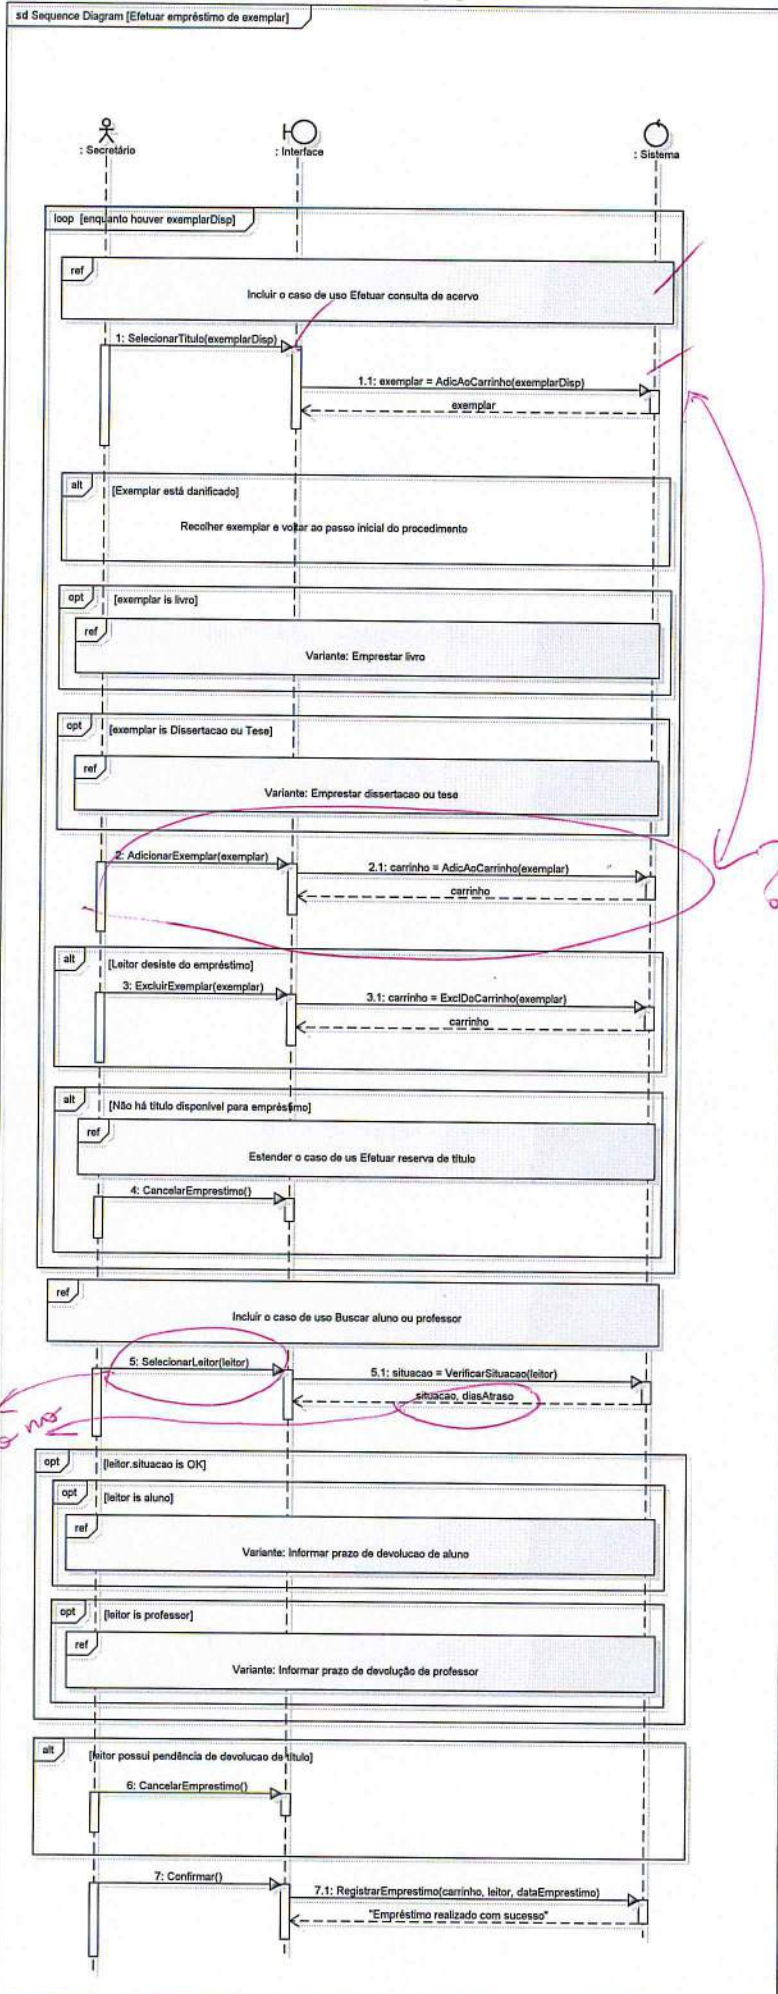 sd Sequence Diagram [Efetuar empréstimo de exemplar]
: Secretário
: Interface
: Sistema
loop [enquanto houver exemplarDisp]
ref
Incluir o caso de uso Efetuar consulta de acervo
1: SelecionarTitulo(exemplarDisp)
1.1: exemplar = AdicAoCarrinho(exemplarDisp)
exemplar
alt [Exemplar está danificado]
Recolher exemplar e voltar ao passo inicial do procedimento
opt [exemplar is livro]
ref
Variante: Emprestar livro
opt [exemplar is Dissertacao ou Tese]
ref
Variante: Emprestar dissertacao ou tese
2: AdicionarExemplar(exemplar)
2.1: carrinho = AdicAoCarrinho(exemplar)
carrinho
alt [Leitor desiste do empréstimo]
3: ExcluirExemplar(exemplar)
3.1: carrinho = ExclDoCarrinho(exemplar)
carrinho
alt [Não há título disponível para empréstimo]
ref
Estender o caso de us Efetuar reserva de título
4: CancelarEmprestimo()
ref
Incluir o caso de uso Buscar aluno ou professor
5: SelecionarLeitor(leitor)
5.1: situacao = VerificarSituacao(leitor)
situacao, diasAtraso
no
opt [leitor.situacao is OK]
opt [leitor is aluno]
ref
Variante: Informar prazo de devolucao de aluno
opt [leitor is professor]
ref
Variante: Informar prazo de devolução de professor
alt [leitor possui pendência de devolucao de título]
6: CancelarEmprestimo()
7: Confirmar()
7.1: RegistrarEmprestimo(carrinho, leitor, dataEmprestimo)
"Empréstimo realizado com sucesso"